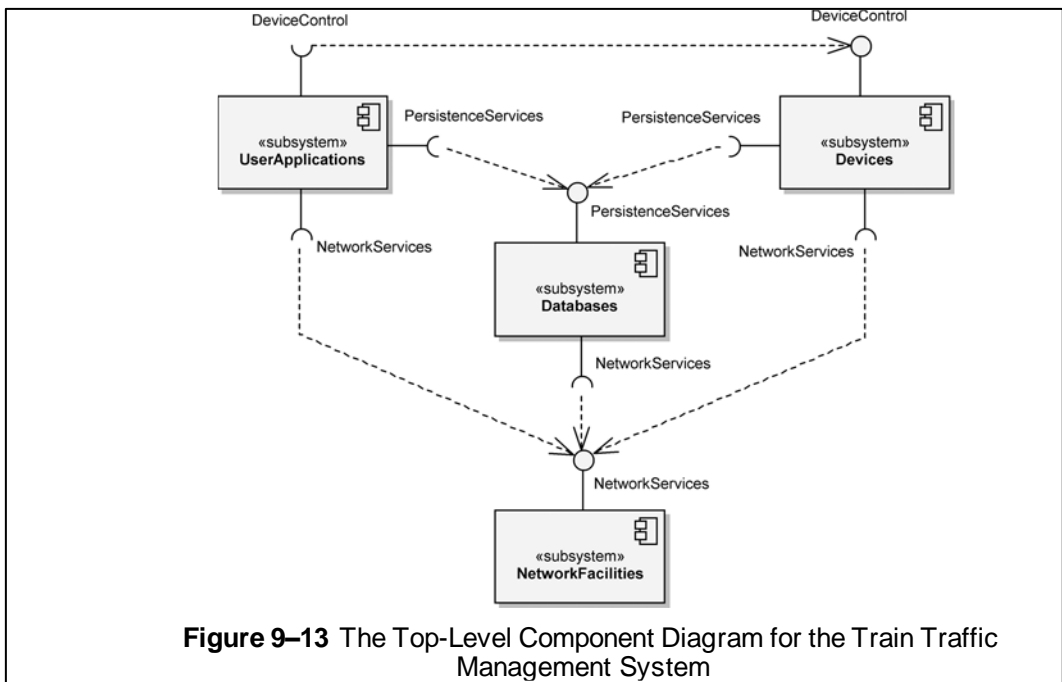 DeviceControl
DeviceControl
«subsystem»
UserApplications
PersistenceServices
PersistenceServices
«subsystem»
Devices
PersistenceServices
NetworkServices
NetworkServices
«subsystem»
Databases
NetworkServices
NetworkServices
«subsystem»
NetworkFacilities
Figure 9–13 The Top-Level Component Diagram for the Train Traffic
Management System